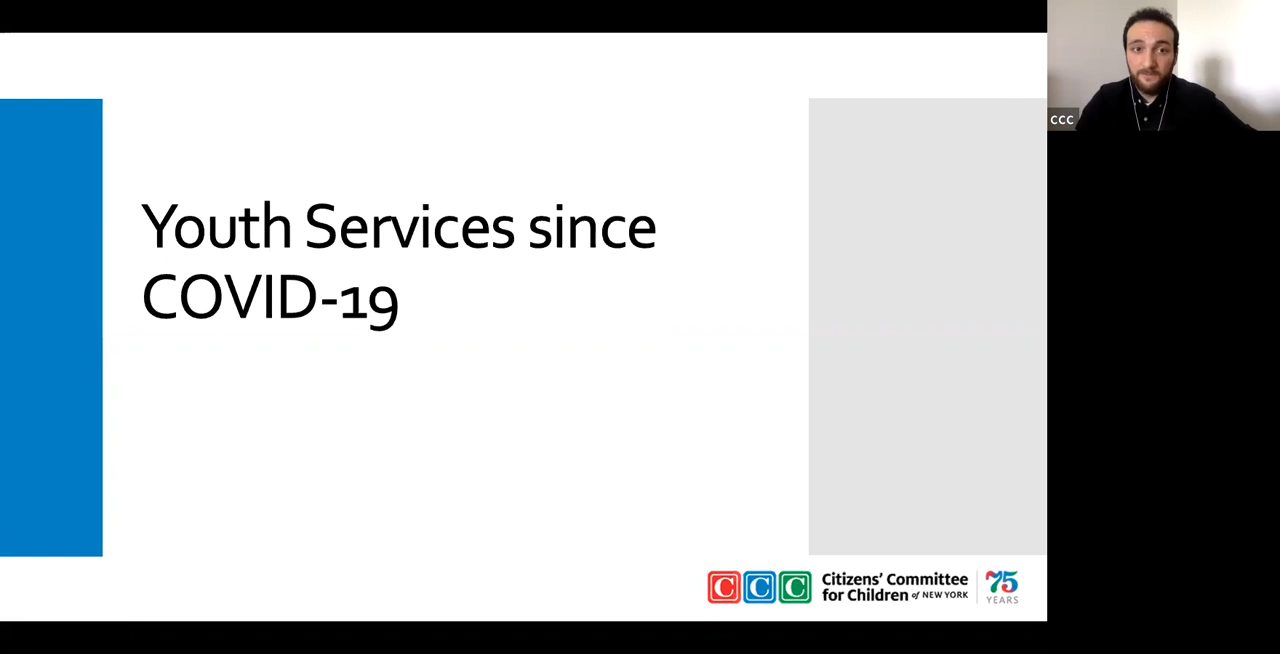 Youth Services since
COVID-19
CCC
C C C
Citizens' Committee
for Children of NEW YORK
75
YEARS